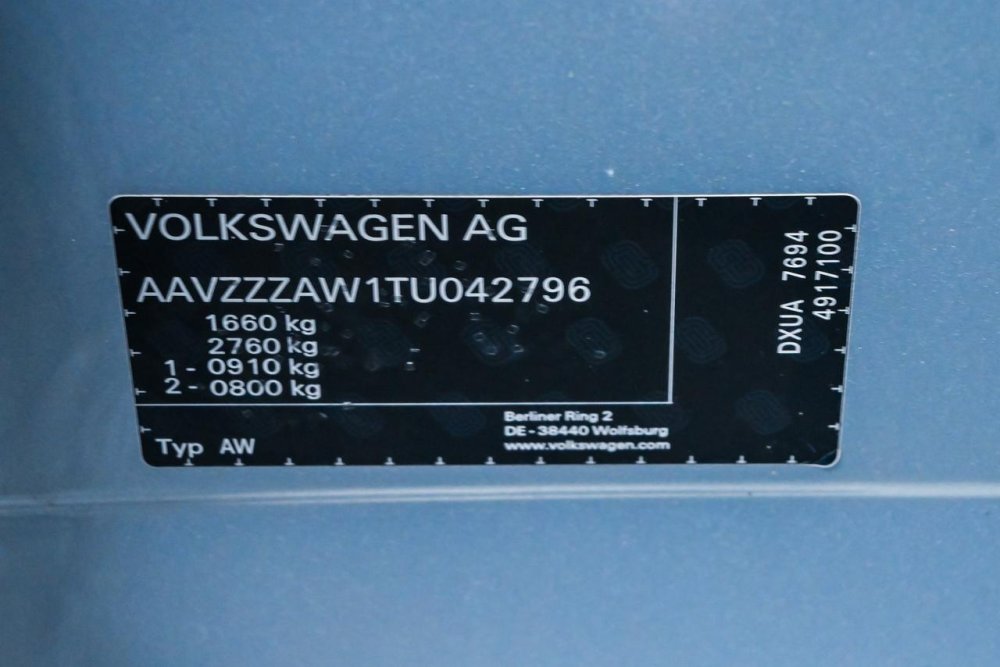 VOLKSWAGEN AG
AAVZZZAW1TU042796
1660 kg
2760 kg
1 - 0910 kg
2 - 0800 kg
Typ AW
Berliner Ring 2
DE - 38440 Wolfsburg
www.volkswagen.com
DXUA 7694
4917100